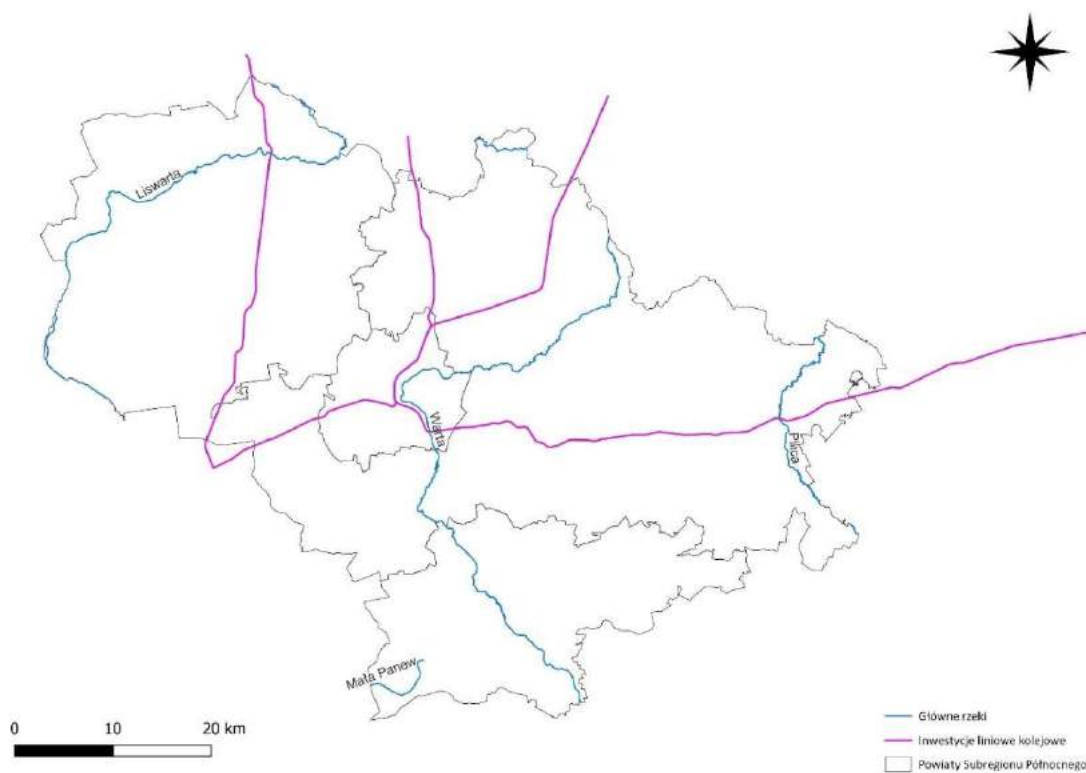 Liswarta
Warta
Pilica
Mała Panew
0 10 20 km
Główne rzeki
Inwestycje liniowe kolejowe
Powiaty Subregionu Północnego